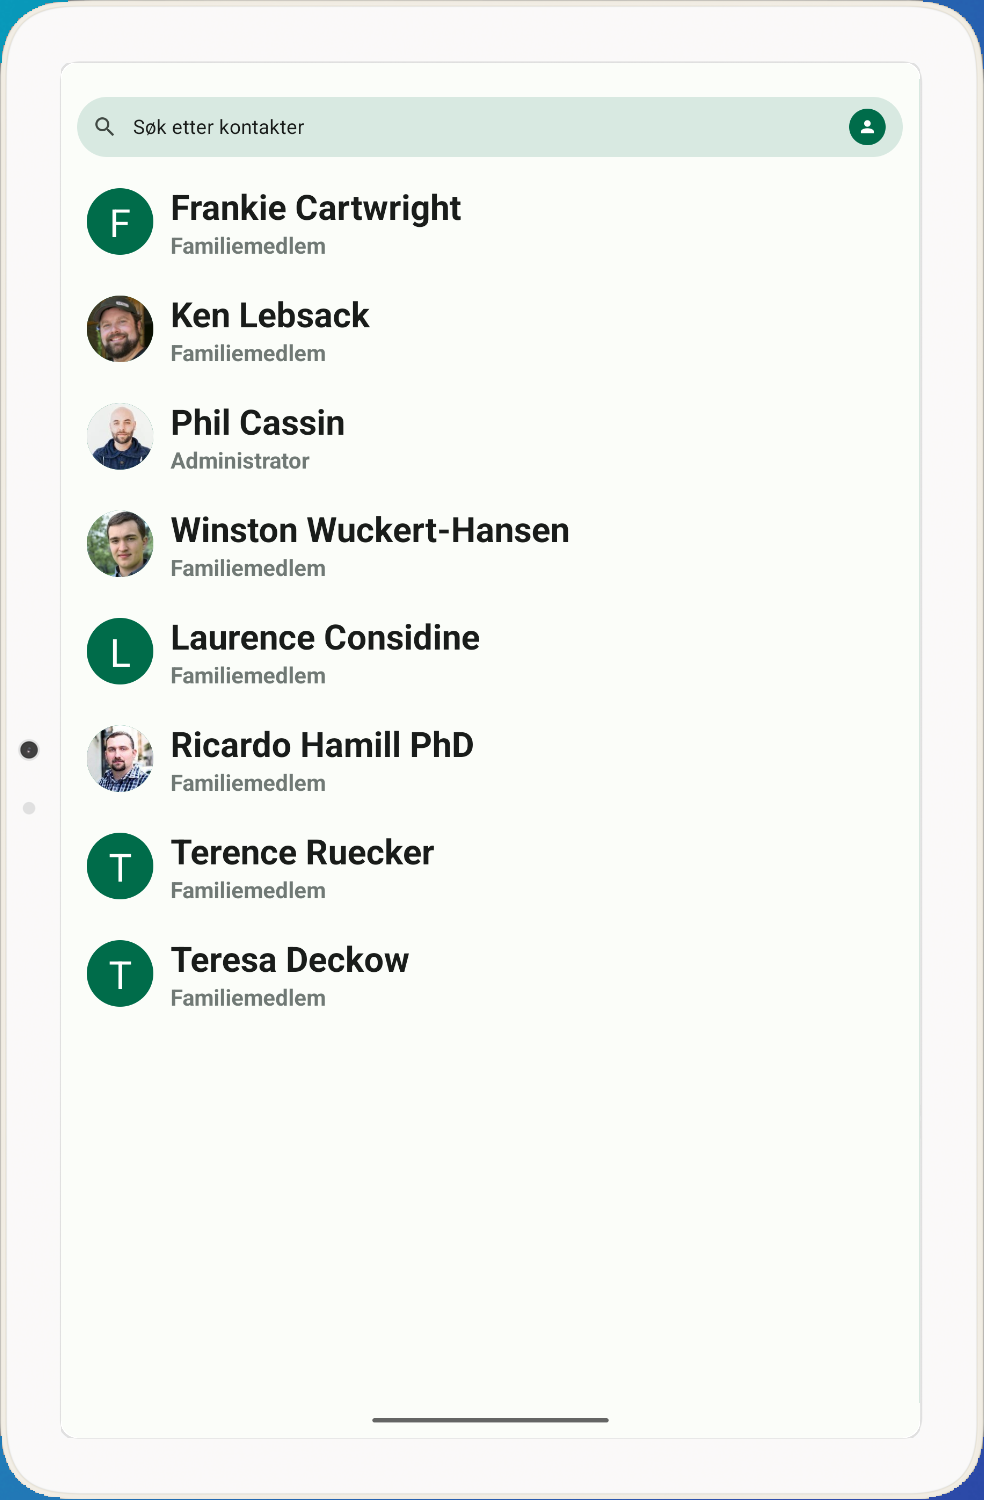 Søk etter kontakter
F
Frankie Cartwright
Familiemedlem
Ken Lebsack
Familiemedlem
Phil Cassin
Administrator
Winston Wuckert-Hansen
Familiemedlem
L
Laurence Considine
Familiemedlem
Ricardo Hamill PhD
Familiemedlem
T
Terence Ruecker
Familiemedlem
T
Teresa Deckow
Familiemedlem